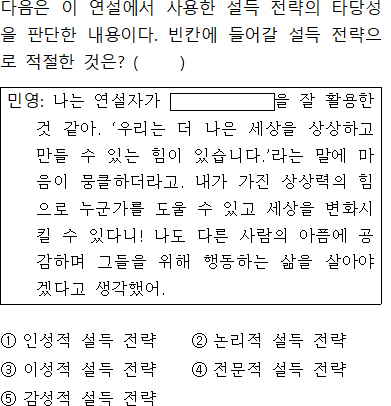 다음은 이 연설에서 사용한 설득 전략의 타당성
을 판단한 내용이다. 빈칸에 들어갈 설득 전략으
로 적절한 것은? (    )
민영: 나는 연설자가           을 잘 활용한
것 같아. ‘우리는 더 나은 세상을 상상하고
만들 수 있는 힘이 있습니다.’라는 말에 마
음이 뭉클하더라고. 내가 가진 상상력의 힘
으로 누군가를 도울 수 있고 세상을 변화시
킬 수 있다니! 나도 다른 사람의 아픔에 공
감하며 그들을 위해 행동하는 삶을 살아야
겠다고 생각했어.
① 인성적 설득 전략 ② 논리적 설득 전략
③ 이성적 설득 전략 ④ 전문적 설득 전략
⑤ 감성적 설득 전략